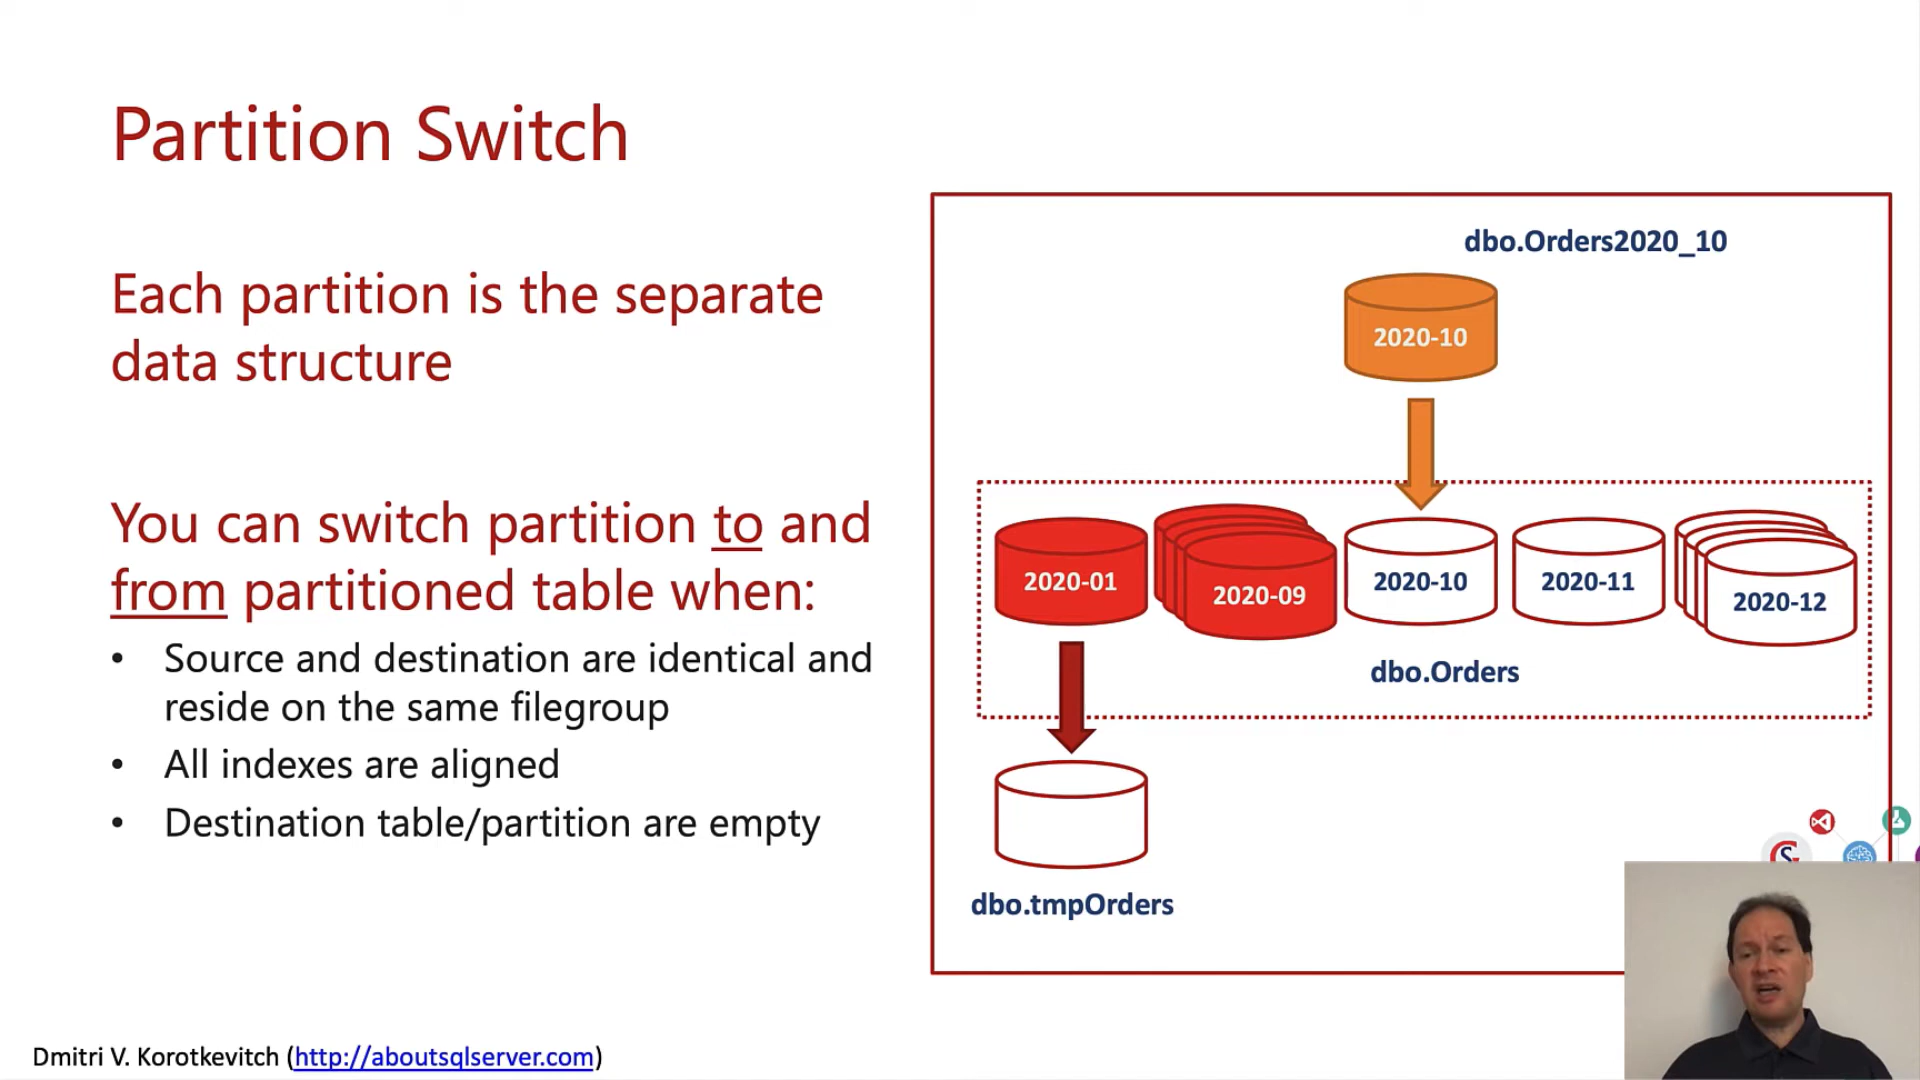 Partition Switch
Each partition is the separate
data structure
You can switch partition to and
from partitioned table when:
• Source and destination are identical and
reside on the same filegroup
• All indexes are aligned
• Destination table/partition are empty
dbo.Orders2020_10
2020-10
2020-01
2020-09
2020-10
2020-11
2020-12
dbo.Orders
dbo.tmpOrders
Dmitri V. Korotkevitch (http://aboutsqlserver.com)